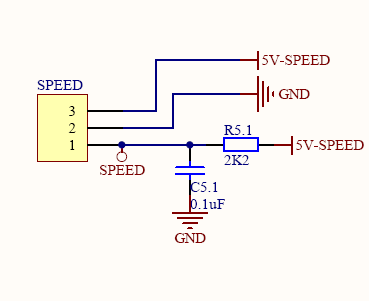 SPEED
3
2
1
5V-SPEED
GND
SPEED
R5.1
2K2
5V-SPEED
C5.1
0.1uF
GND